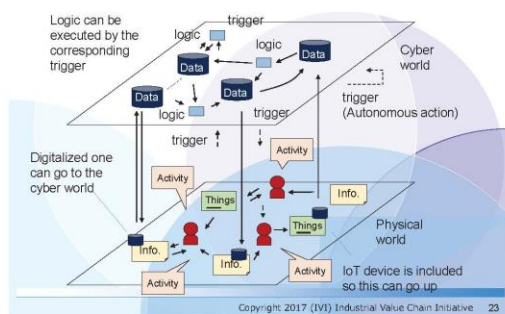 Logic can be
executed by the
corresponding
trigger
trigger
logic
logic
Data
Data
Data
Data
logic
trigger
trigger
Cyber
world
trigger
(Autonomous action)
Digitalized one
can go to the
cyber world
Activity
Activity
Things
Info.
Things
Info.
Info.
Activity
Activity
Physical
world
IoT device is included
so this can go up
Copyright 2017 (IVI) Industrial Value Chain Initiative 23